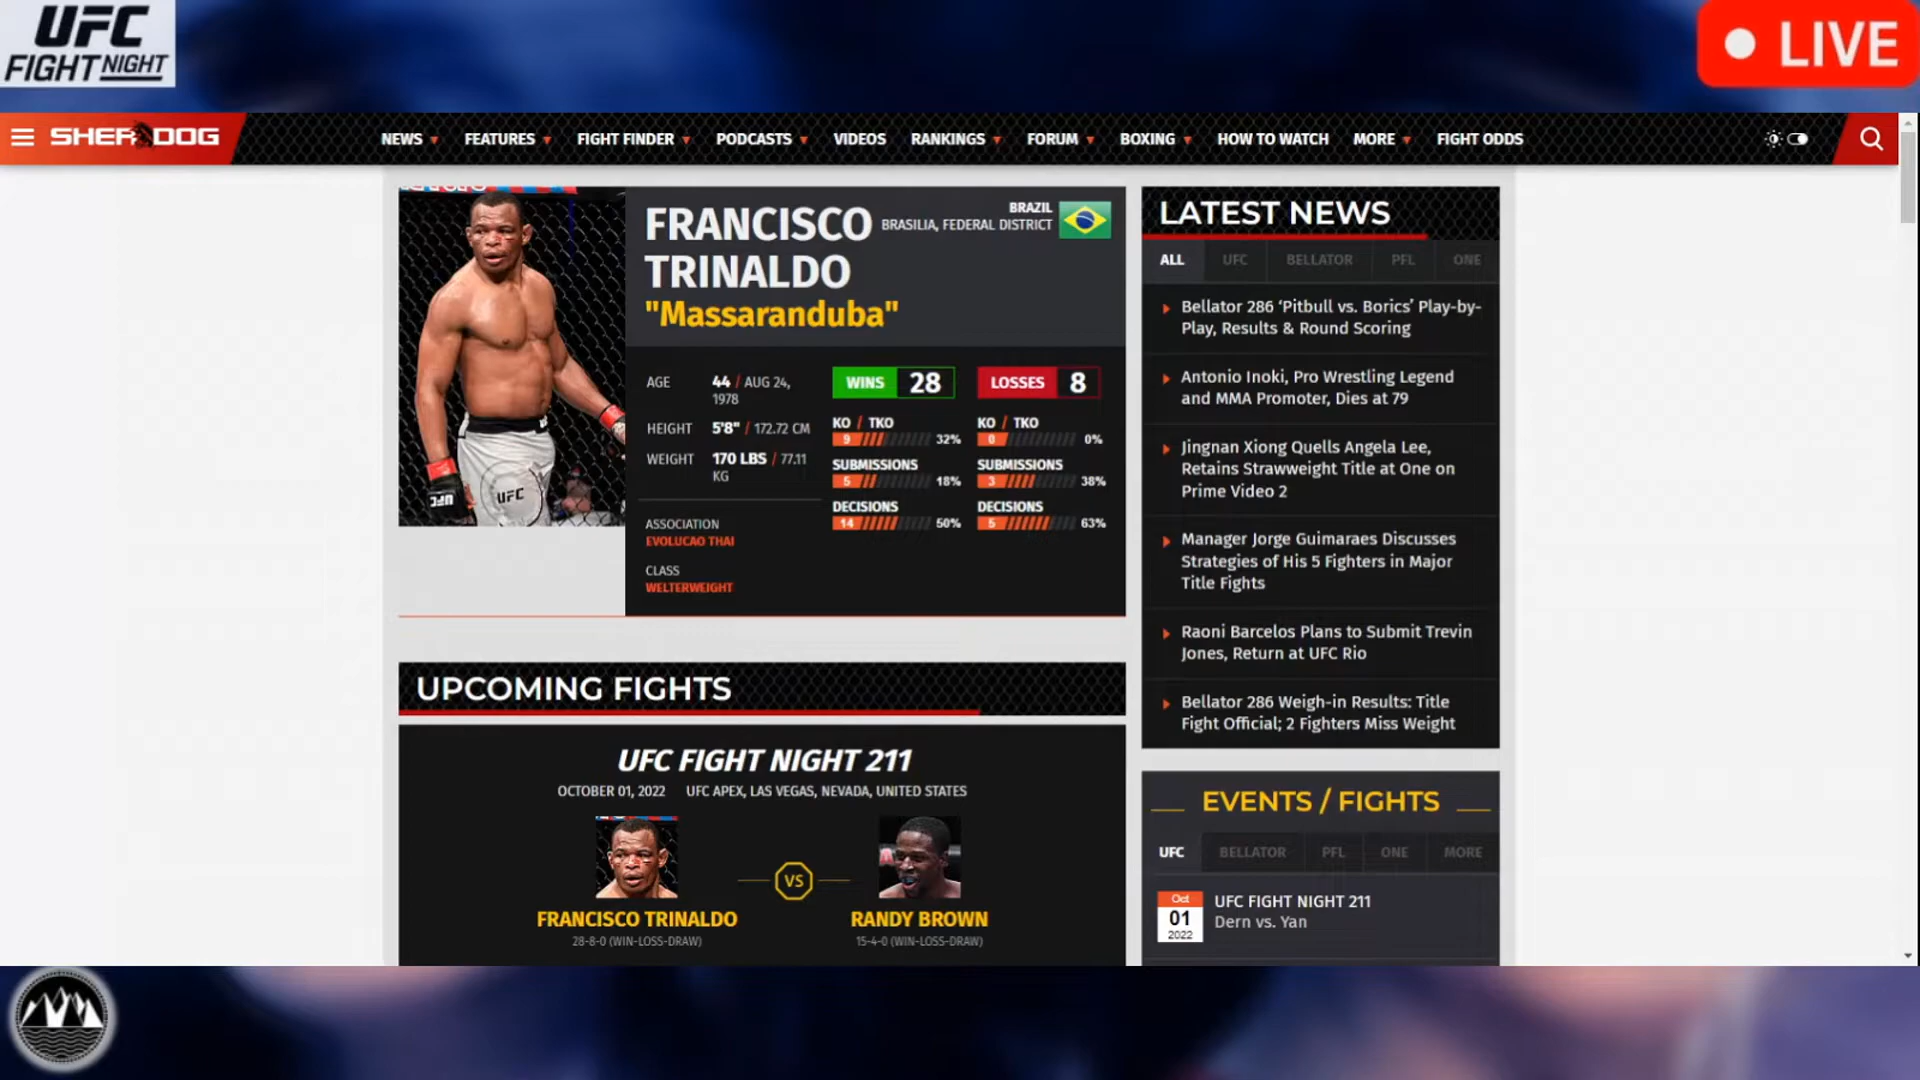 UFC
FIGHT NIGHT
LIVE
SHERDOG
NEWS
FEATURES
FIGHT FINDER
PODCASTS
VIDEOS
RANKINGS
FORUM
BOXING
HOW TO WATCH
MORE
FIGHT ODDS
FRANCISCO
TRINALDO
"Massaranduba"
BRAZIL
BRASILIA, FEDERAL DISTRICT
AGE
44 / AUG 24,
1978
HEIGHT
5'8" / 172.72 CM
WEIGHT
170 LBS / 77.11
KG
ASSOCIATION
EVOLUCAO THAI
CLASS
WELTERWEIGHT
WINS 28
KO / TKO
9 32%
SUBMISSIONS
5 18%
DECISIONS
14 50%
LOSSES 8
KO / TKO
0 0%
SUBMISSIONS
3 38%
DECISIONS
5 63%
UFC
UFC
UPCOMING FIGHTS
UFC FIGHT NIGHT 211
OCTOBER 01, 2022 UFC APEX, LAS VEGAS, NEVADA, UNITED STATES
VS
FRANCISCO TRINALDO
28-8-0 (WIN-LOSS-DRAW)
RANDY BROWN
15-4-0 (WIN-LOSS-DRAW)
LATEST NEWS
ALL UFC BELLATOR PFL ONE
Bellator 286 ‘Pitbull vs. Borics’ Play-by-
Play, Results & Round Scoring
Antonio Inoki, Pro Wrestling Legend
and MMA Promoter, Dies at 79
Jingnan Xiong Quells Angela Lee,
Retains Strawweight Title at One on
Prime Video 2
Manager Jorge Guimaraes Discusses
Strategies of His 5 Fighters in Major
Title Fights
Raoni Barcelos Plans to Submit Trevin
Jones, Return at UFC Rio
Bellator 286 Weigh-in Results: Title
Fight Official; 2 Fighters Miss Weight
EVENTS / FIGHTS
UFC BELLATOR PFL ONE MORE
Oct
01
2022
UFC FIGHT NIGHT 211
Dern vs. Yan